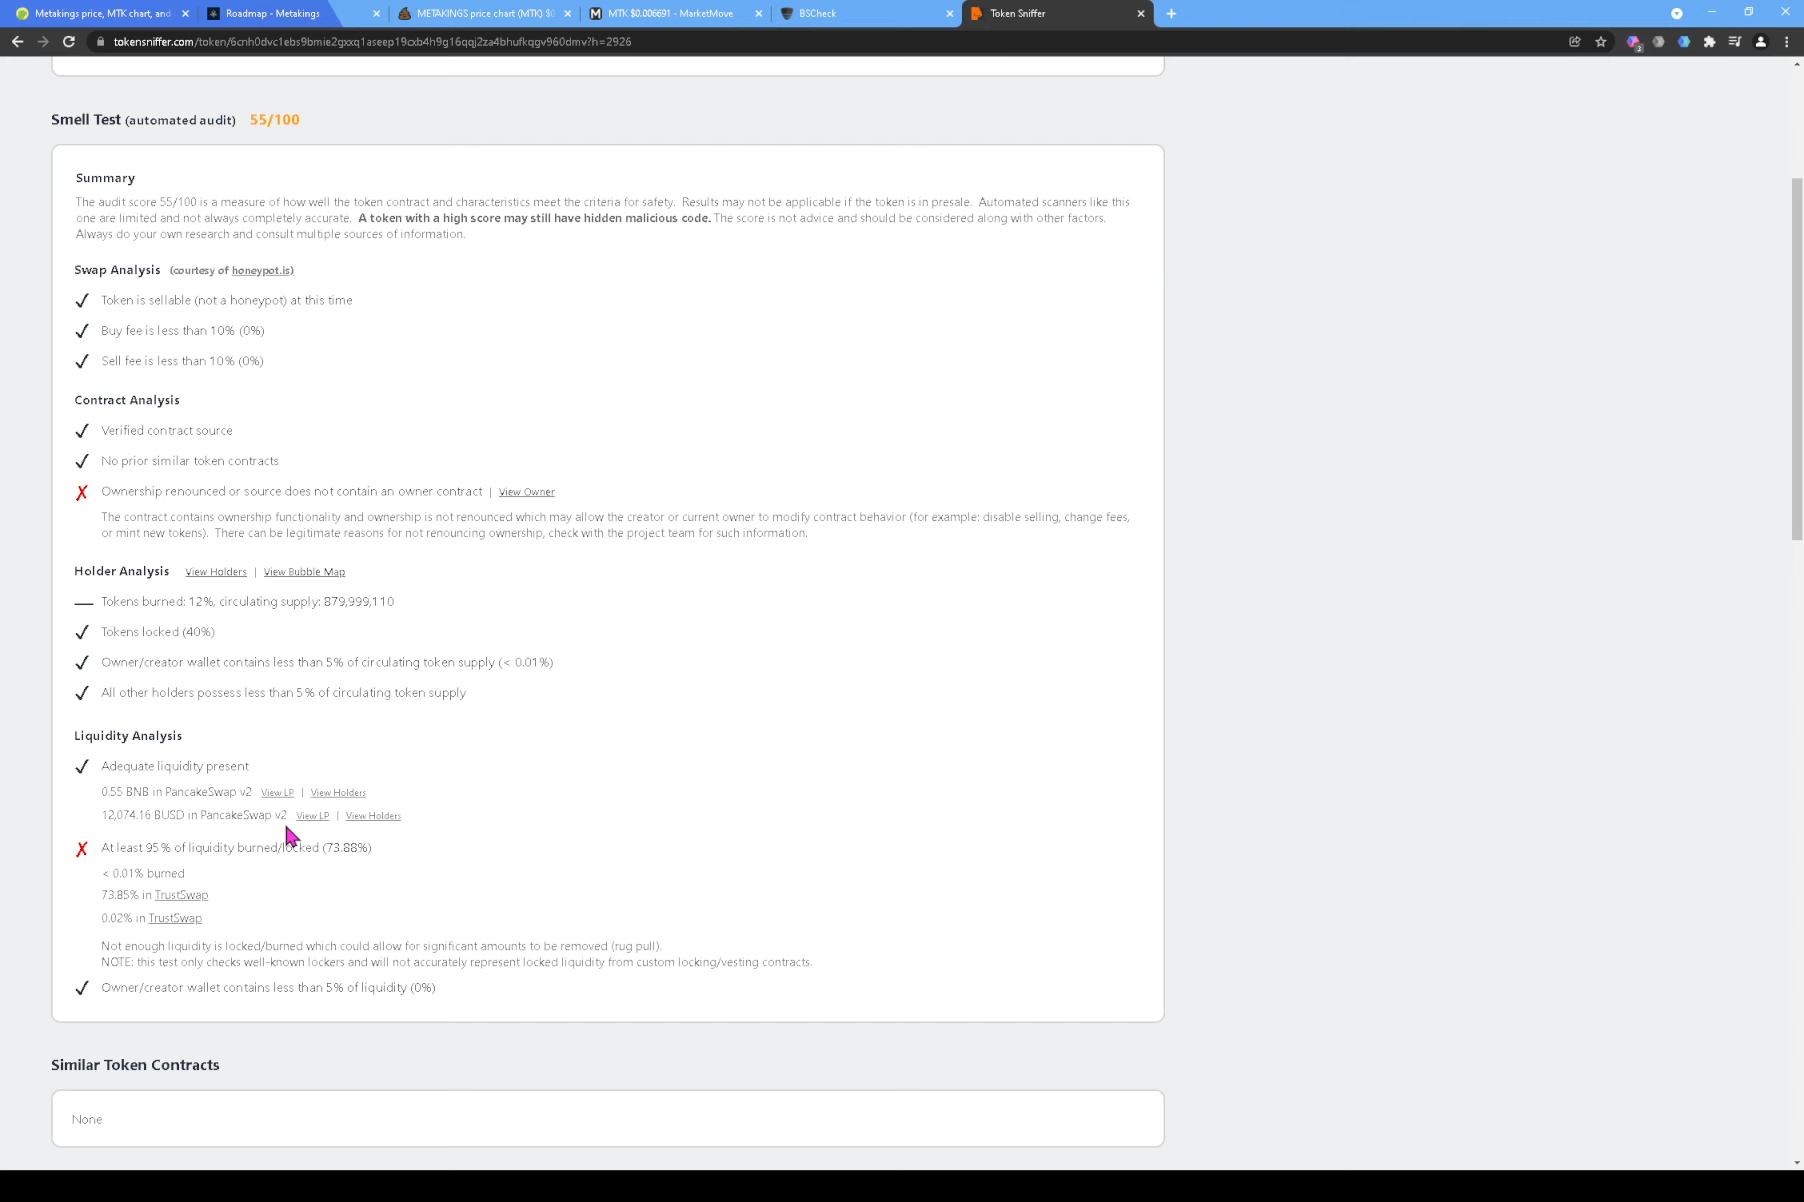 Metakings price, MTK chart, and
Roadmap - Metakings
METAKINGS price chart (MTK) $0
MTK $0.006691 - MarketMove
BSCheck
Token Sniffer
tokensniffer.com/token/6cnh0dvc1ebs9bmie2gxxq1aseep19cxb4h9g16qqj2za4bhufkqgv960dmv?h=2926
3
Smell Test (automated audit) 55/100
Summary
The audit score 55/100 is a measure of how well the token contract and characteristics meet the criteria for safety. Results may not be applicable if the token is in presale. Automated scanners like this
one are limited and not always completely accurate. A token with a high score may still have hidden malicious code. The score is not advice and should be considered along with other factors.
Always do your own research and consult multiple sources of information.
Swap Analysis (courtesy of honeypot.is)
Token is sellable (not a honeypot) at this time
Buy fee is less than 10% (0%)
Sell fee is less than 10% (0%)
Contract Analysis
Verified contract source
No prior similar token contracts
Ownership renounced or source does not contain an owner contract | View Owner
The contract contains ownership functionality and ownership is not renounced which may allow the creator or current owner to modify contract behavior (for example: disable selling, change fees,
or mint new tokens). There can be legitimate reasons for not renouncing ownership, check with the project team for such information.
Holder Analysis View Holders | View Bubble Map
Tokens burned: 12%, circulating supply: 879,999,110
Tokens locked (40%)
Owner/creator wallet contains less than 5% of circulating token supply (< 0.01%)
All other holders possess less than 5% of circulating token supply
Liquidity Analysis
Adequate liquidity present
0.55 BNB in PancakeSwap v2 View LP | View Holders
12,074.16 BUSD in PancakeSwap v2 View LP | View Holders
At least 95% of liquidity burned/locked (73.88%)
< 0.01% burned
73.85% in TrustSwap
0.02% in TrustSwap
Not enough liquidity is locked/burned which could allow for significant amounts to be removed (rug pull).
NOTE: this test only checks well-known lockers and will not accurately represent locked liquidity from custom locking/vesting contracts.
Owner/creator wallet contains less than 5% of liquidity (0%)
Similar Token Contracts
None